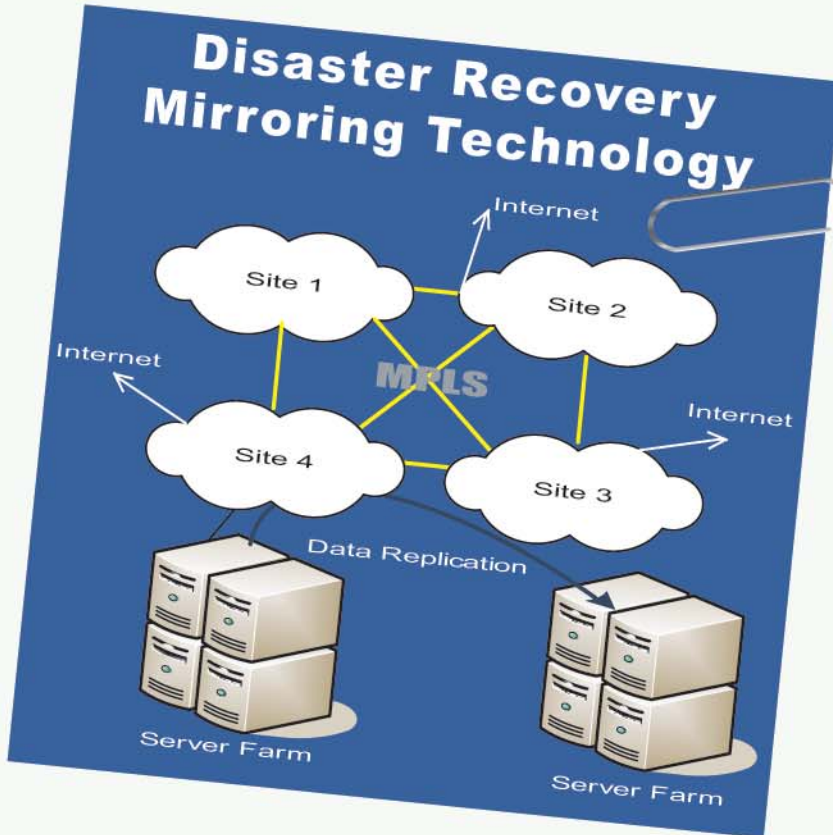 Disaster Recovery
Mirroring Technology
Internet
Site 1
Site 2
Internet
MPLS
Internet
Site 4
Site 3
Data Replication
Server Farm
Server Farm